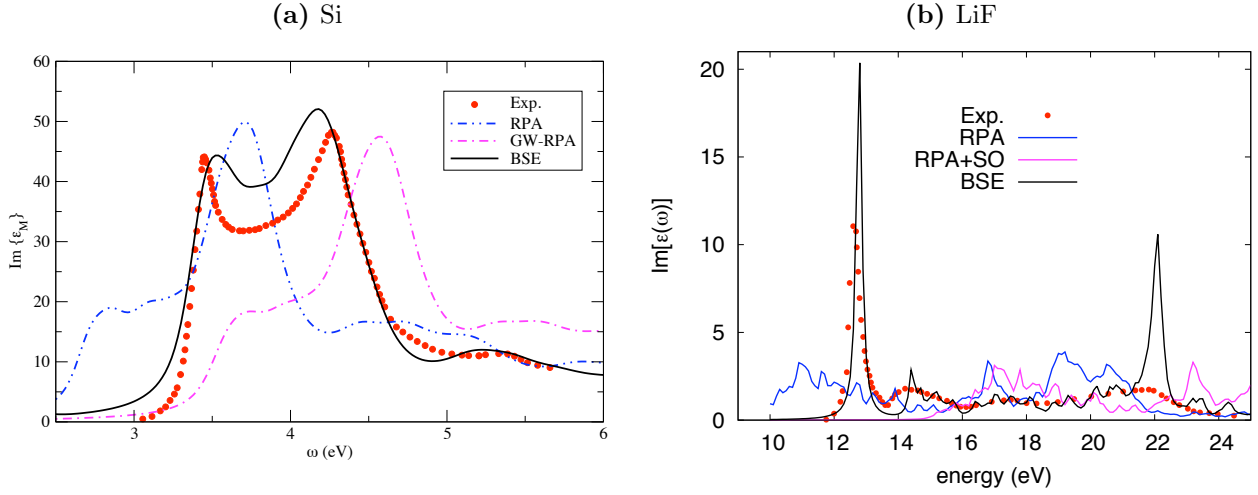 (a) Si
60
50
40
30
20
10
0
Im {ε_M}
3
4
5
6
ω (eV)
Exp.
RPA
GW-RPA
BSE
(b) LiF
20
15
10
5
0
Im[ε(ω)]
10
12
14
16
18
20
22
24
energy (eV)
Exp.
RPA
RPA+SO
BSE